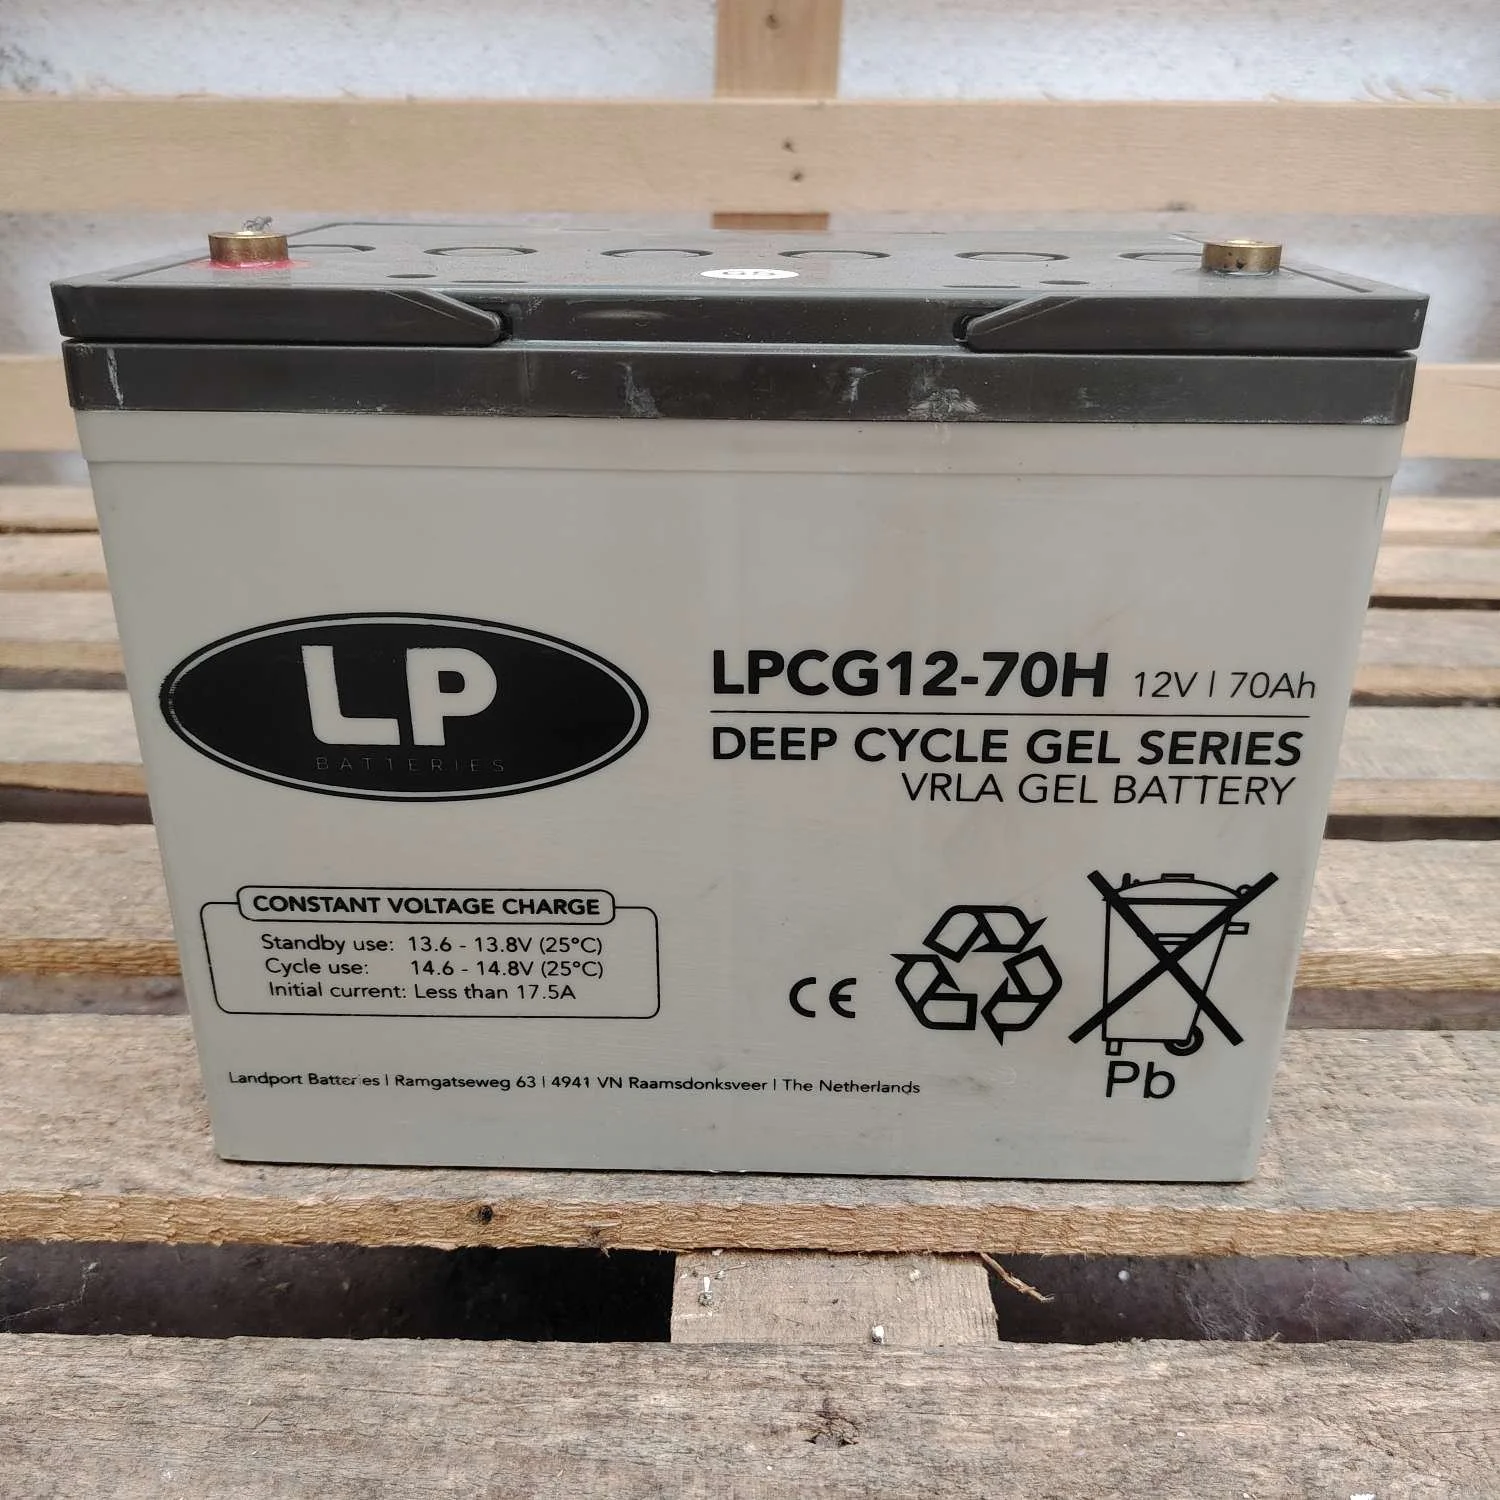 LP
BATTERIES
LPCG12-70H 12V | 70Ah
DEEP CYCLE GEL SERIES
VRLA GEL BATTERY
CONSTANT VOLTAGE CHARGE
Standby use: 13.6 - 13.8V (25°C)
Cycle use: 14.6 - 14.8V (25°C)
Initial current: Less than 17.5A
CE
Pb
Landport Batteries | Ramgatseweg 63 | 4941 VN Raamsdonksveer | The Netherlands